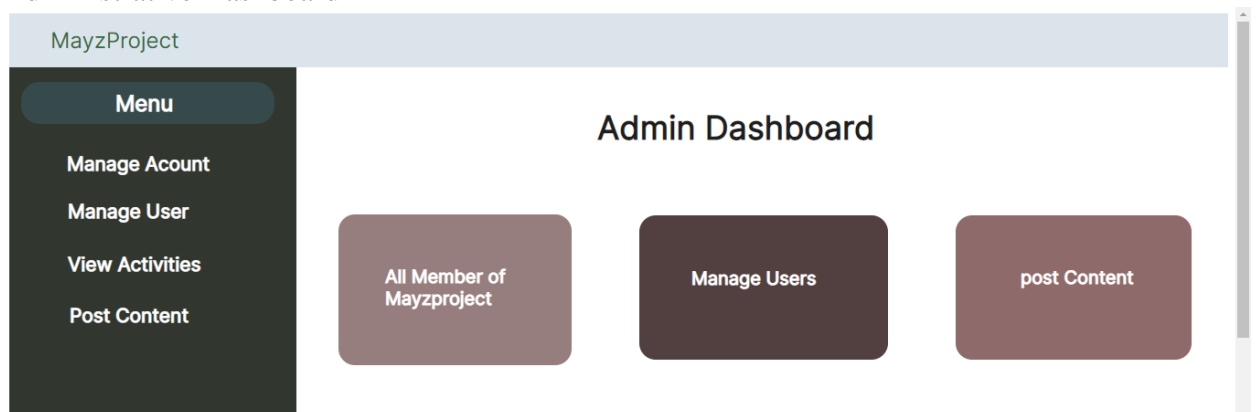 MayzProject
Menu
Manage Acount
Manage User
View Activities
Post Content
Admin Dashboard
All Member of
Mayzproject
Manage Users
post Content